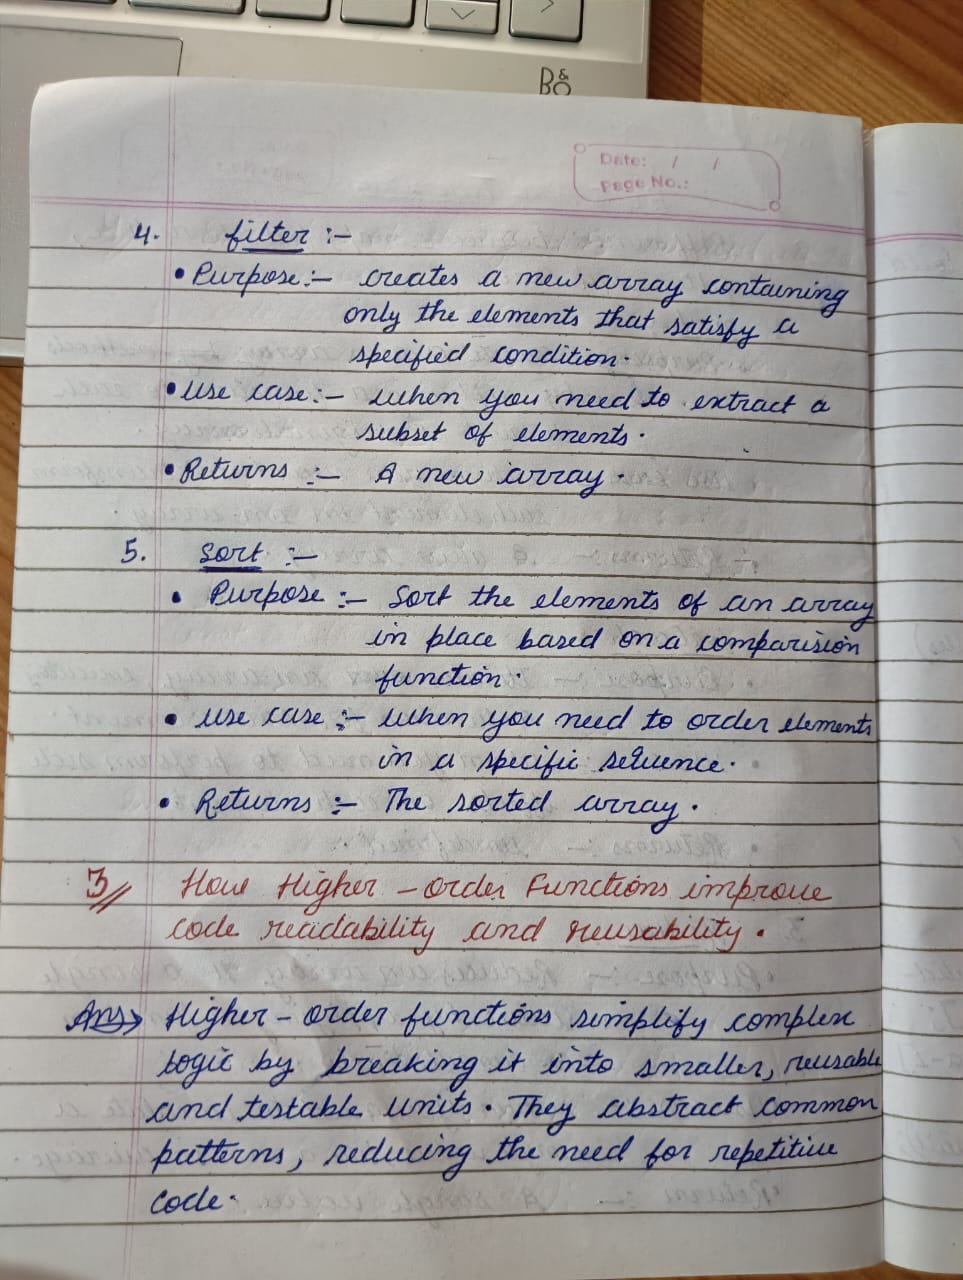 B&O
Date: / /
Page No.:
4. filter :-
• Purpose :- creates a new array containing
only the elements that satisfy a
specified condition.
• Use case :- When you need to extract a
subset of elements.
• Returns :- A new array.
5. Sort :-
• Purpose :- Sort the elements of an array
in place based on a comparision
function.
• Use case :- When you need to order elements
in a specific sequence.
• Returns :- The sorted array.
3// How Higher-order Functions improve
code readability and reusability.
Ans> Higher-order functions simplify complex
logic by breaking it into smaller, reusable
and testable units. They abstract common
patterns, reducing the need for repetitive
code.